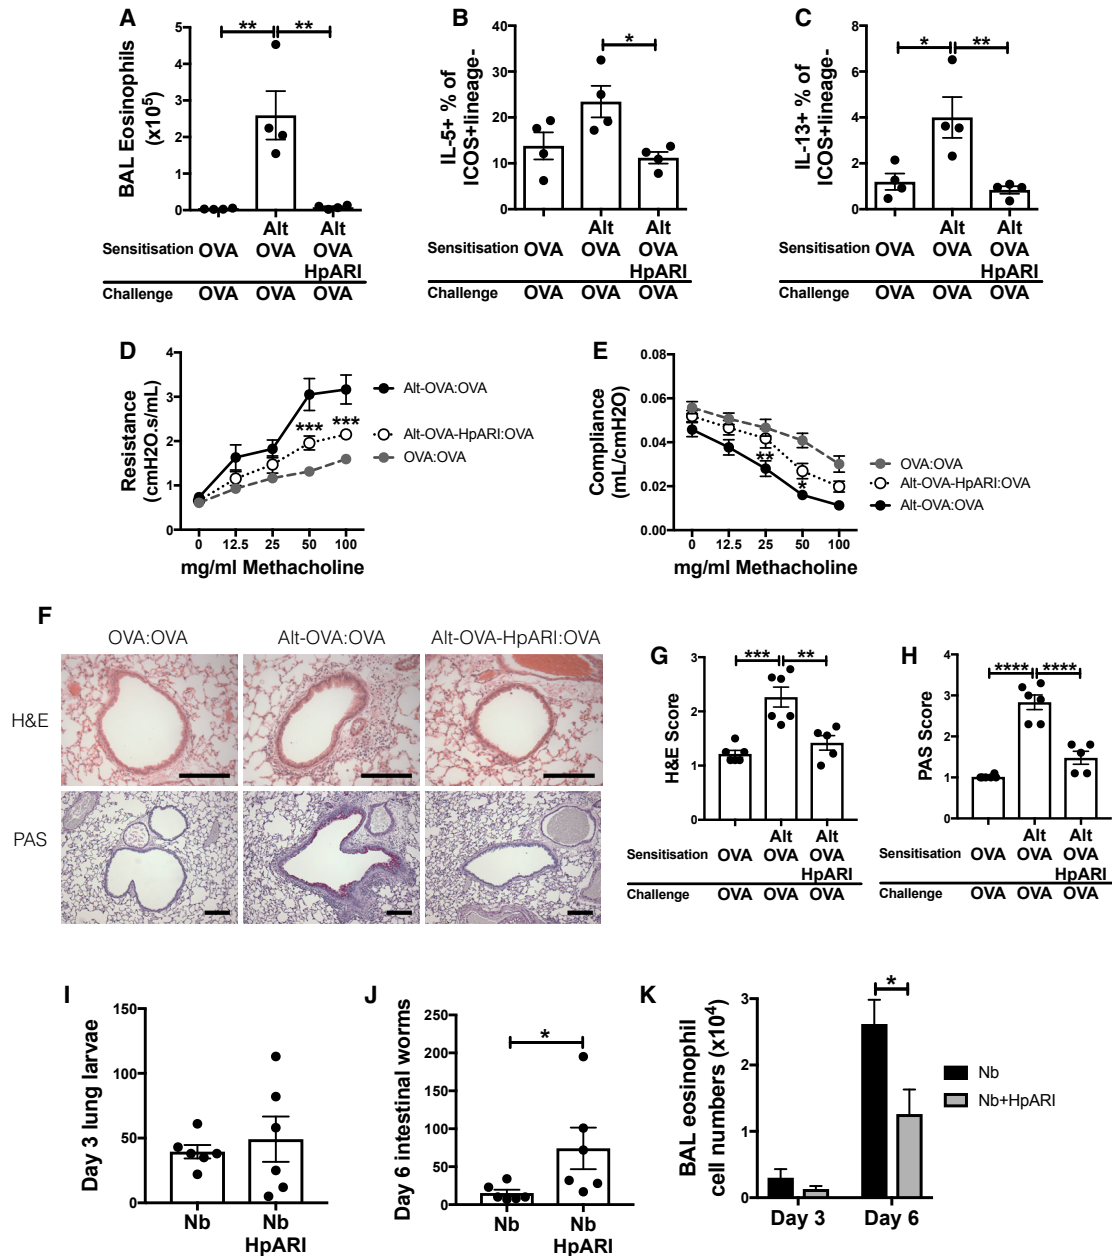 A
BAL Eosinophils
(x10⁵)
5
4
3
2
1
0
** **
Sensitisation
OVA
Alt
OVA
Alt
OVA
HpARI
Challenge
OVA OVA OVA
B
IL-5+ % of
ICOS+lineage-
40
30
20
10
0
*
OVA
Alt
OVA
Alt
OVA
HpARI
OVA OVA OVA
C
IL-13+ % of
ICOS+lineage-
8
6
4
2
0
* **
Sensitisation
OVA
Alt
OVA
Alt
OVA
HpARI
Challenge
OVA OVA OVA
D
Resistance
(cmH2O.s/mL)
4
3
2
1
0
*** ***
0 12.5 25 50 100
mg/ml Methacholine
Alt-OVA:OVA
Alt-OVA-HpARI:OVA
OVA:OVA
E
Compliance
(mL/cmH2O)
0.08
0.06
0.04
0.02
0.00
** *
0 12.5 25 50 100
mg/ml Methacholine
OVA:OVA
Alt-OVA-HpARI:OVA
Alt-OVA:OVA
F
OVA:OVA Alt-OVA:OVA Alt-OVA-HpARI:OVA
H&E
PAS
G
H&E Score
3
2
1
0
*** **
Sensitisation
OVA
Alt
OVA
Alt
OVA
HpARI
Challenge
OVA OVA OVA
H
PAS Score
4
3
2
1
0
**** ****
Sensitisation
OVA
Alt
OVA
Alt
OVA
HpARI
Challenge
OVA OVA OVA
I
Day 3 lung larvae
150
100
50
0
Nb
Nb
HpARI
J
Day 6 intestinal worms
250
200
150
100
50
0
*
Nb
Nb
HpARI
K
BAL eosinophil
cell numbers (x10⁴)
3
2
1
0
*
Day 3 Day 6
Nb
Nb+HpARI